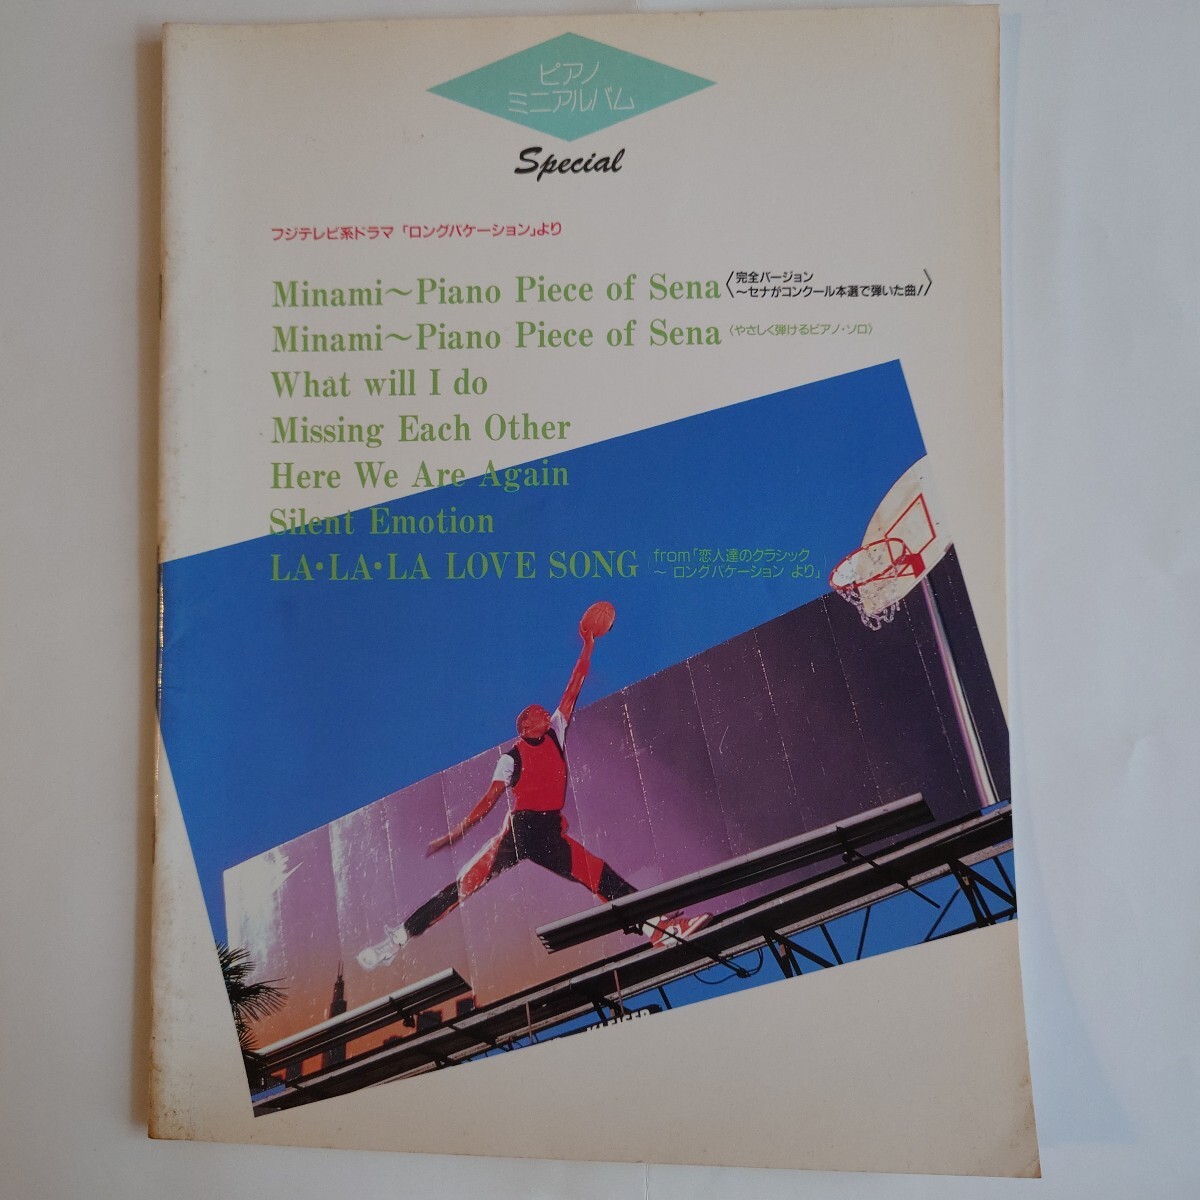 ピアノ
ミニアルバム
Special
フジテレビ系ドラマ「ロングバケーション」より
Minami〜Piano Piece of Sena〈完全バージョン
〜セナがコンクール本選で弾いた曲!〉
Minami〜Piano Piece of Sena〈やさしく弾けるピアノ・ソロ〉
What will I do
Missing Each Other
Here We Are Again
Silent Emotion
LA・LA・LA LOVE SONG(from「恋人達のクラシック
〜 ロングバケーション より」)
KLEISER